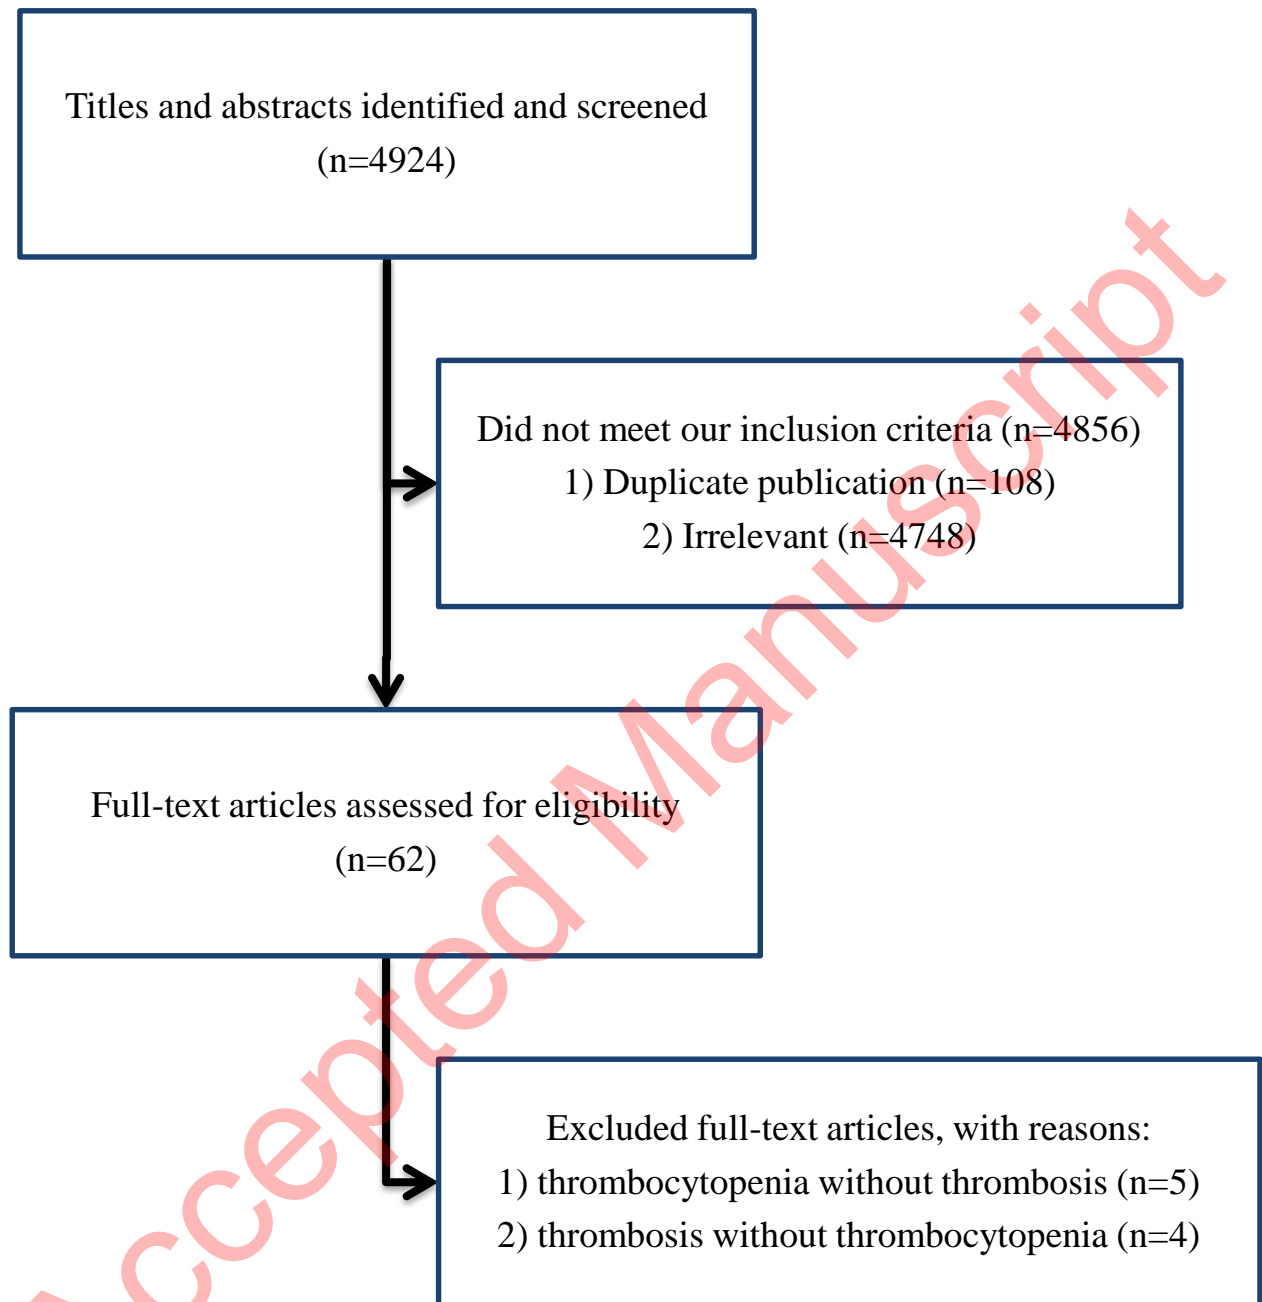 Titles and abstracts identified and screened
(n=4924)
Did not meet our inclusion criteria (n=4856)
1) Duplicate publication (n=108)
2) Irrelevant (n=4748)
Full-text articles assessed for eligibility
(n=62)
Excluded full-text articles, with reasons:
1) thrombocytopenia without thrombosis (n=5)
2) thrombosis without thrombocytopenia (n=4)
Accepted Manuscript